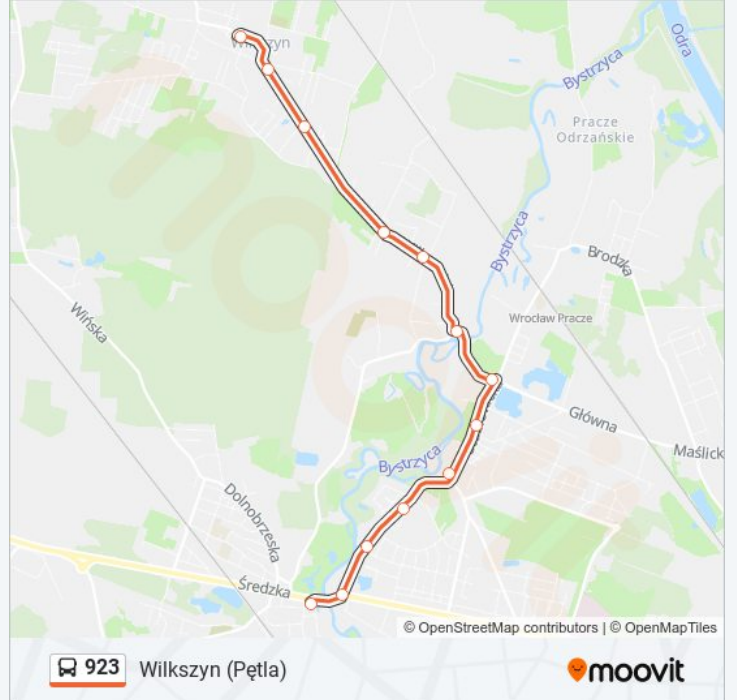 Odra
Bystrzyca
Pracze
Odrzańskie
Bystrzyca
Brodzka
Wińska
Wrocław Pracze
Główna
Maślick
Bystrzyca
Dolnobrzeska
Średzka
© OpenStreetMap contributors | © OpenMapTiles
923 Wilkszyn (Pętla)
moovit